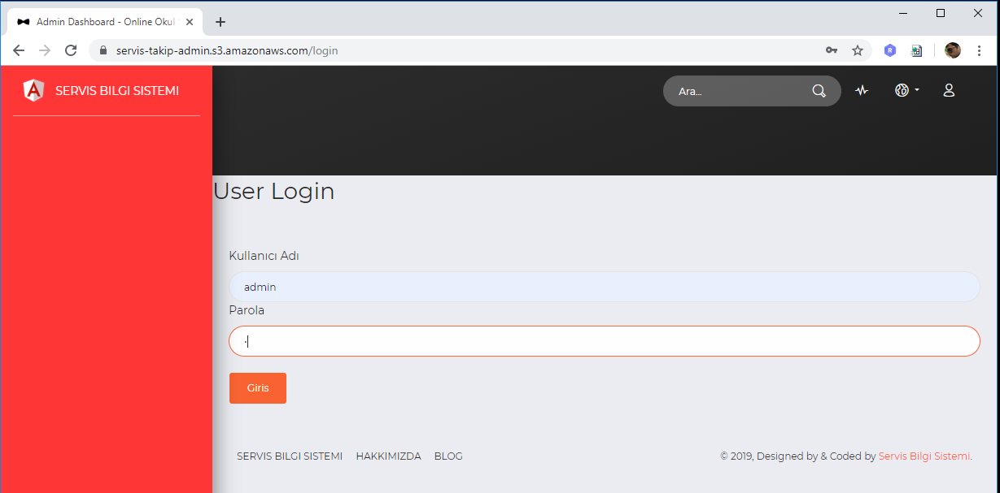 Admin Dashboard - Online Okul
servis-takip-admin.s3.amazonaws.com/login
SERVIS BILGI SISTEMI
Ara...
User Login
Kullanıcı Adı
admin
Parola
Giris
SERVIS BILGI SISTEMI HAKKIMIZDA BLOG
© 2019, Designed by & Coded by Servis Bilgi Sistemi.